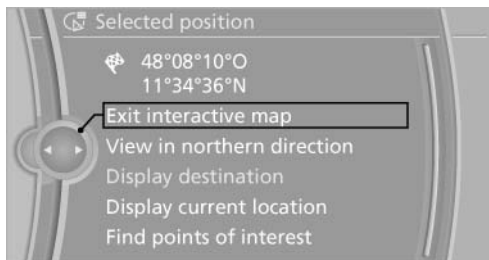 Selected position
48°08'10°O
11°34'36°N
Exit interactive map
View in northern direction
Display destination
Display current location
Find points of interest